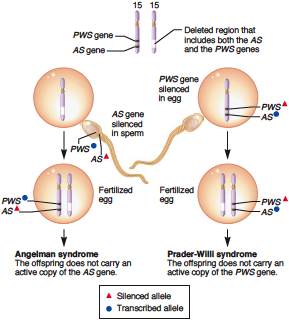 15 15
PWS gene
AS gene
Deleted region that
includes both the AS
and the PWS genes
PWS gene
silenced
in egg
AS gene
silenced
in sperm
PWS
AS
PWS
AS
PWS
AS
Fertilized
egg
Fertilized
egg
PWS
AS
Angelman syndrome
The offspring does not carry an
active copy of the AS gene.
Prader-Willi syndrome
The offspring does not carry an
active copy of the PWS gene.
Silenced allele
Transcribed allele